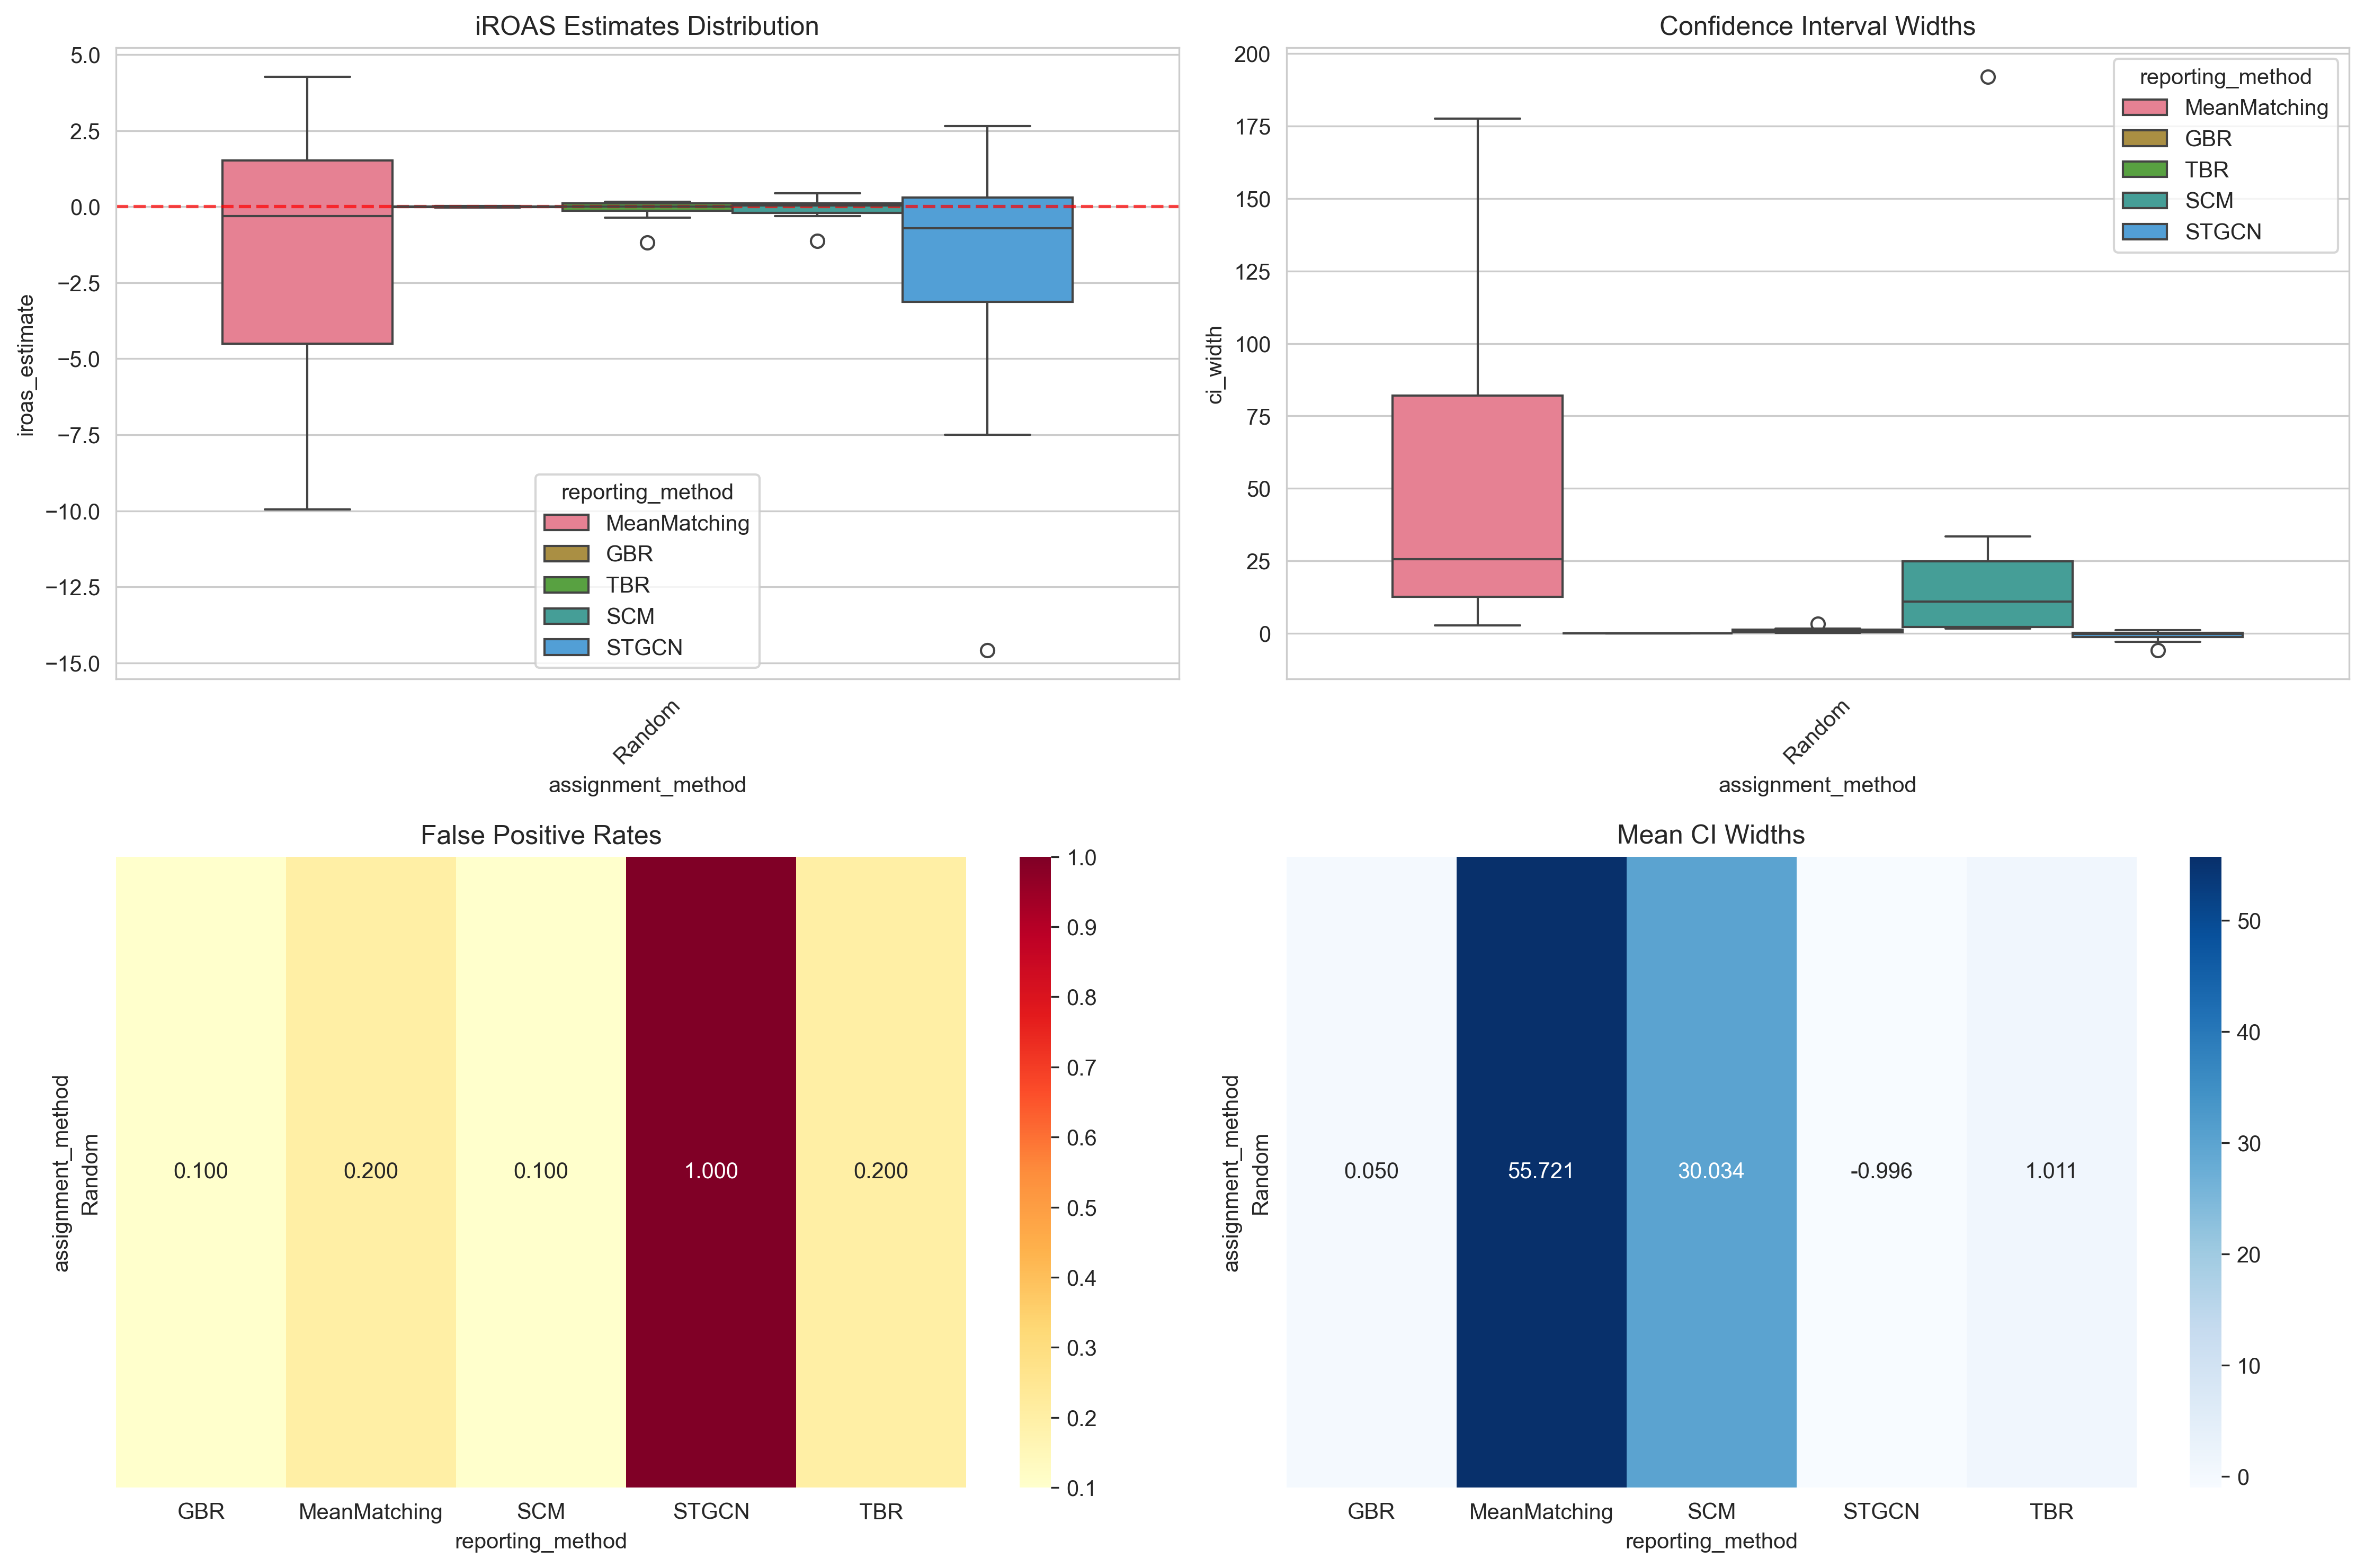 iROAS Estimates Distribution
5.0
2.5
0.0
−2.5
−5.0
−7.5
−10.0
−12.5
−15.0
iroas_estimate
reporting_method
MeanMatching
GBR
TBR
SCM
STGCN
Random
assignment_method
Confidence Interval Widths
200
175
150
125
100
75
50
25
0
ci_width
reporting_method
MeanMatching
GBR
TBR
SCM
STGCN
Random
assignment_method
False Positive Rates
assignment_method
Random
0.100 0.200 0.100 1.000 0.200
GBR MeanMatching SCM STGCN TBR
reporting_method
1.0
0.9
0.8
0.7
0.6
0.5
0.4
0.3
0.2
0.1
Mean CI Widths
assignment_method
Random
0.050 55.721 30.034 -0.996 1.011
GBR MeanMatching SCM STGCN TBR
reporting_method
50
40
30
20
10
0